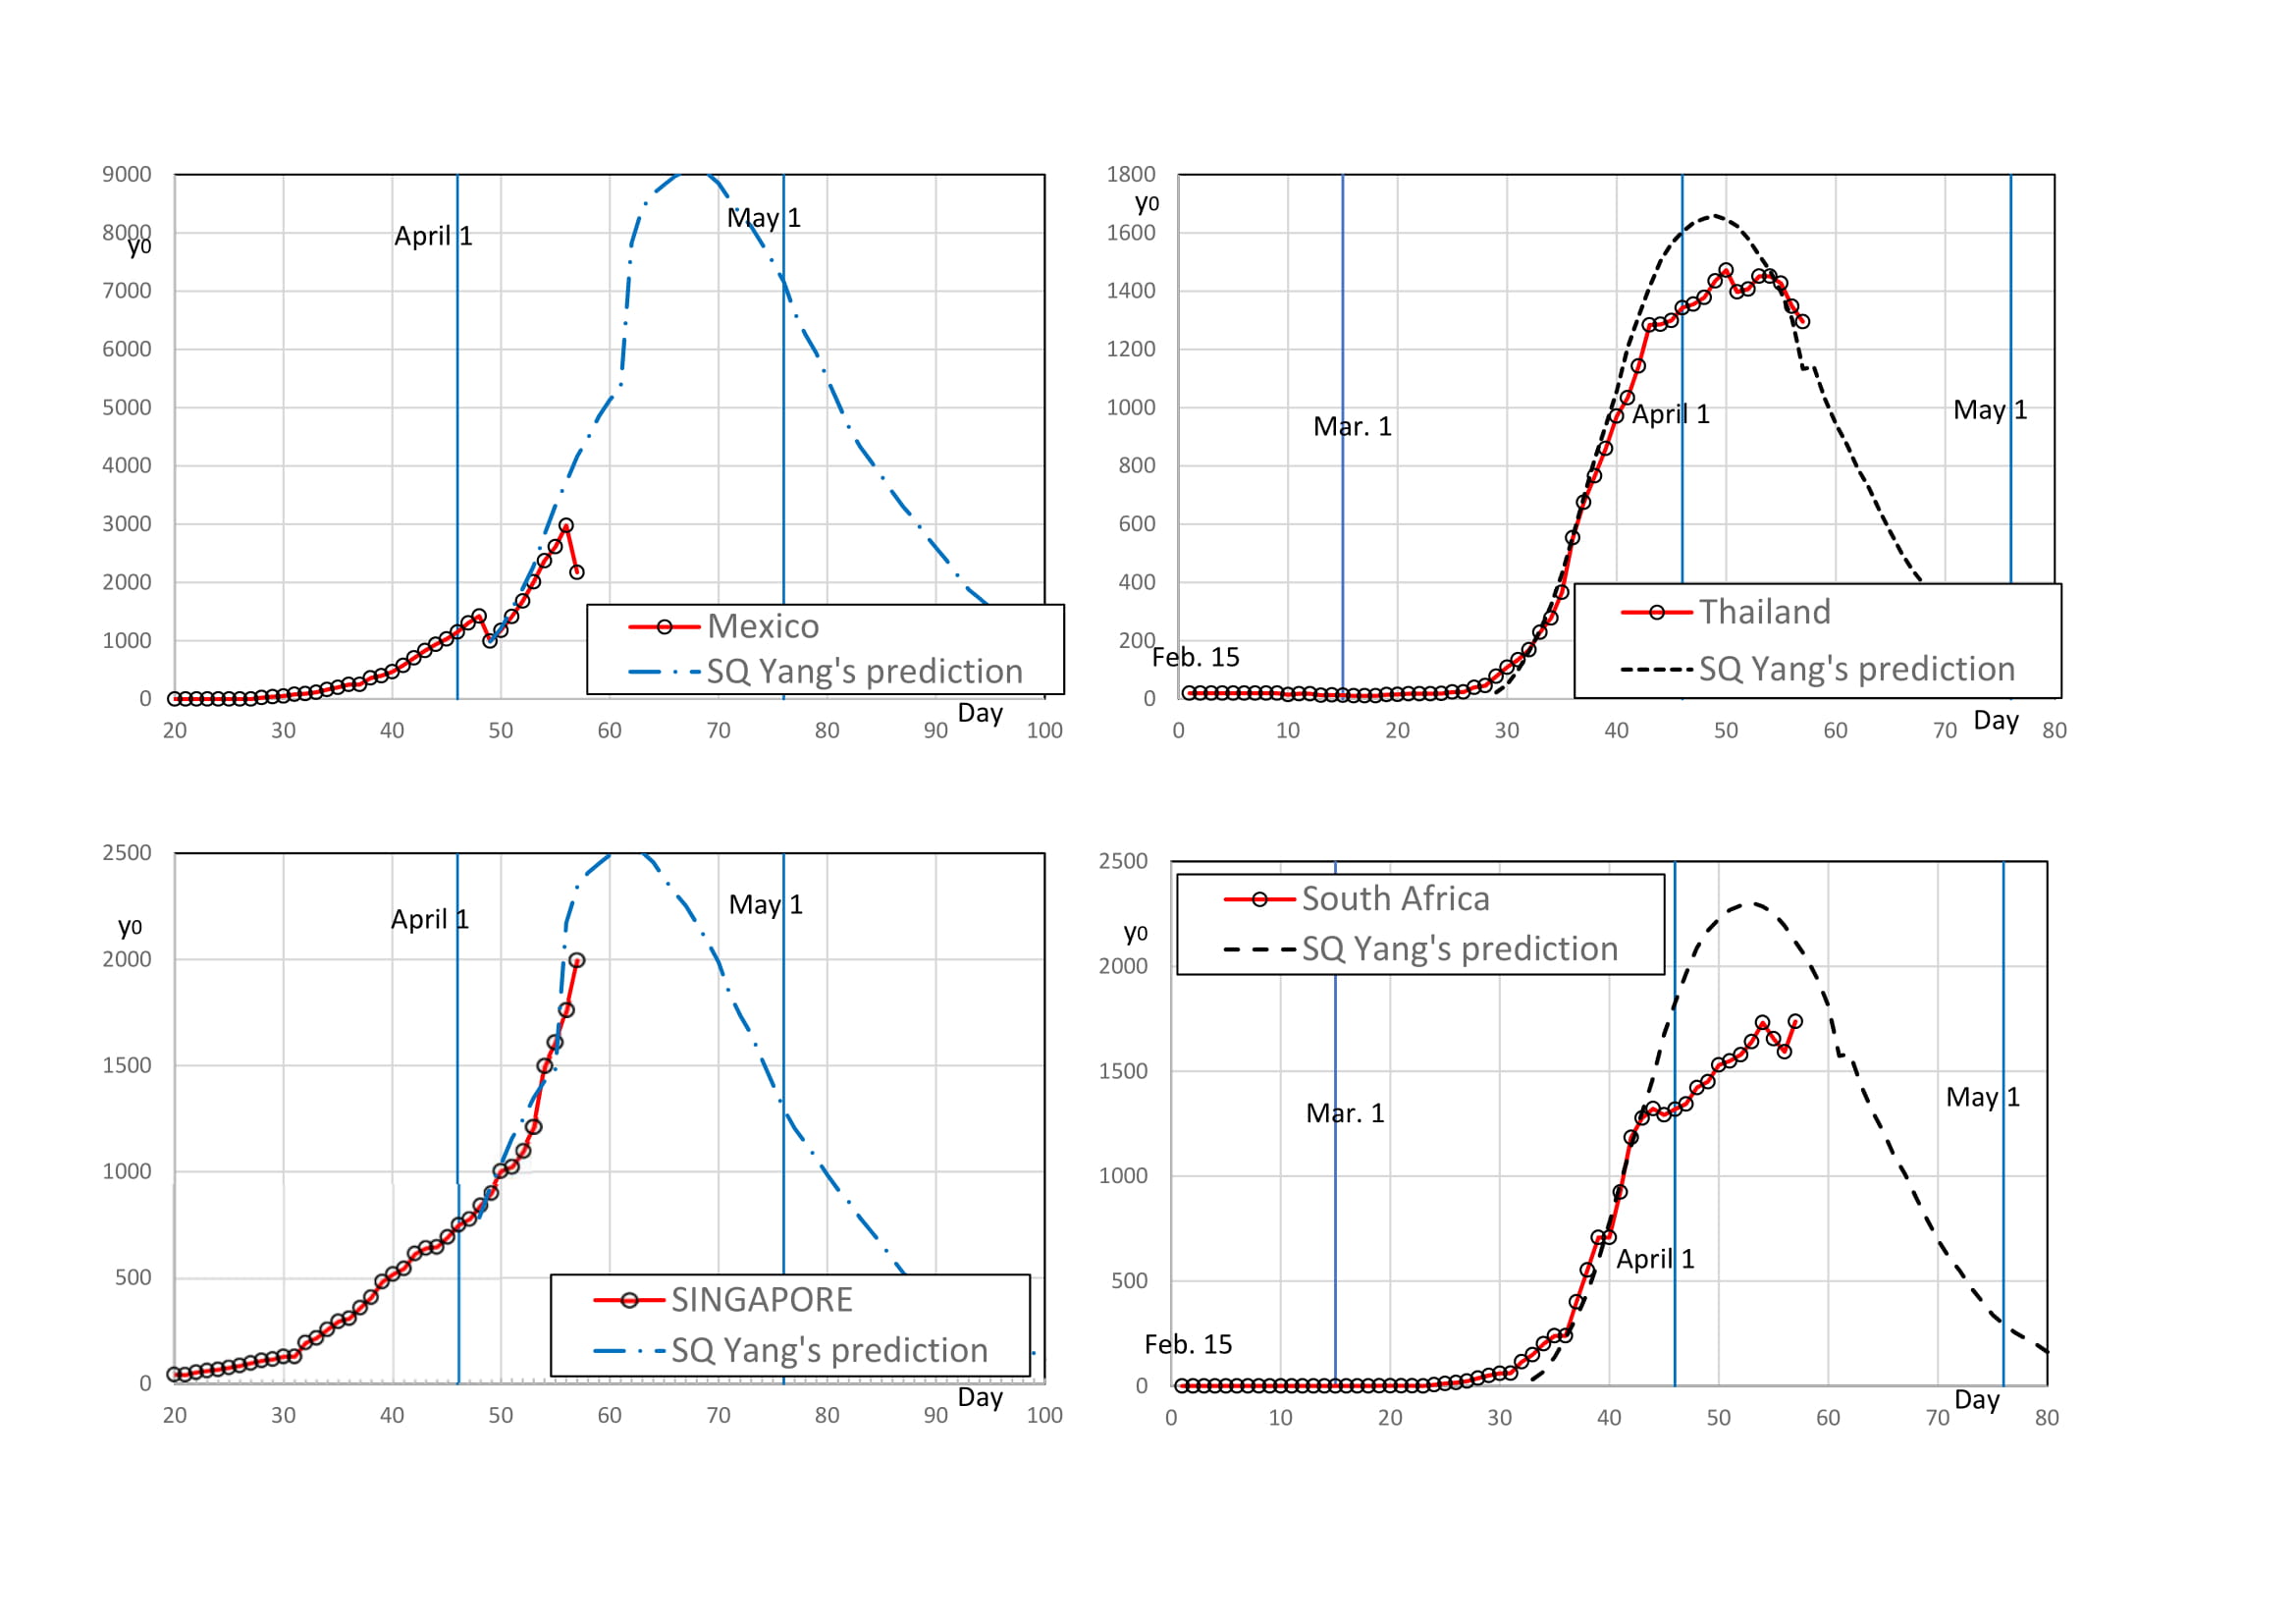 9000
8000
y0
7000
6000
5000
4000
3000
2000
1000
0
April 1
May 1
Mexico
SQ Yang's prediction
Day
20 30 40 50 60 70 80 90 100
1800
y0
1600
1400
1200
1000
800
600
400
200
0
Mar. 1
April 1
May 1
Feb. 15
Thailand
SQ Yang's prediction
Day
0 10 20 30 40 50 60 70 80
2500
y0
2000
1500
1000
500
0
April 1
May 1
SINGAPORE
SQ Yang's prediction
Day
20 30 40 50 60 70 80 90 100
2500
y0
2000
1500
1000
500
0
South Africa
SQ Yang's prediction
Mar. 1
April 1
May 1
Feb. 15
Day
0 10 20 30 40 50 60 70 80